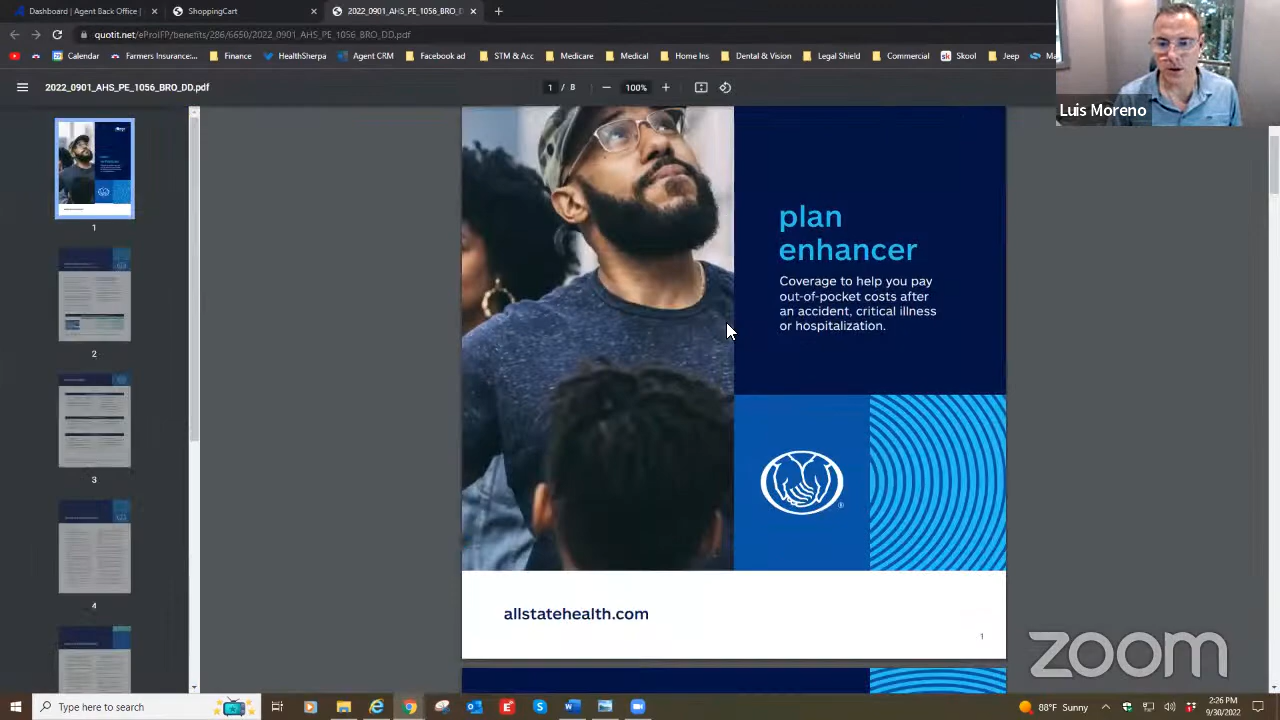 Dashboard | Agent Back Office |
ShoppingCart
2022_0901_AHS_PE_1056_BRO_D
quotit.net/eProIFP/benefits/286/6650/2022_0901_AHS_PE_1056_BRO_DD.pdf
Calendar
Farmers Insurance:...
Finance
HealthSherpa
Agent CRM
Facebook
STM & Acc
Medicare
Medical
Home Ins
Dental & Vision
Legal Shield
Commercial
sk Skool
Jeep
Ma
2022_0901_AHS_PE_1056_BRO_DD.pdf
1 / 8
100%
Luis Moreno
1
2
3
4
plan
enhancer
Coverage to help you pay
out-of-pocket costs after
an accident, critical illness
or hospitalization.
allstatehealth.com
1
zoom
Type here to search
88°F Sunny
2:26 PM
9/30/2022